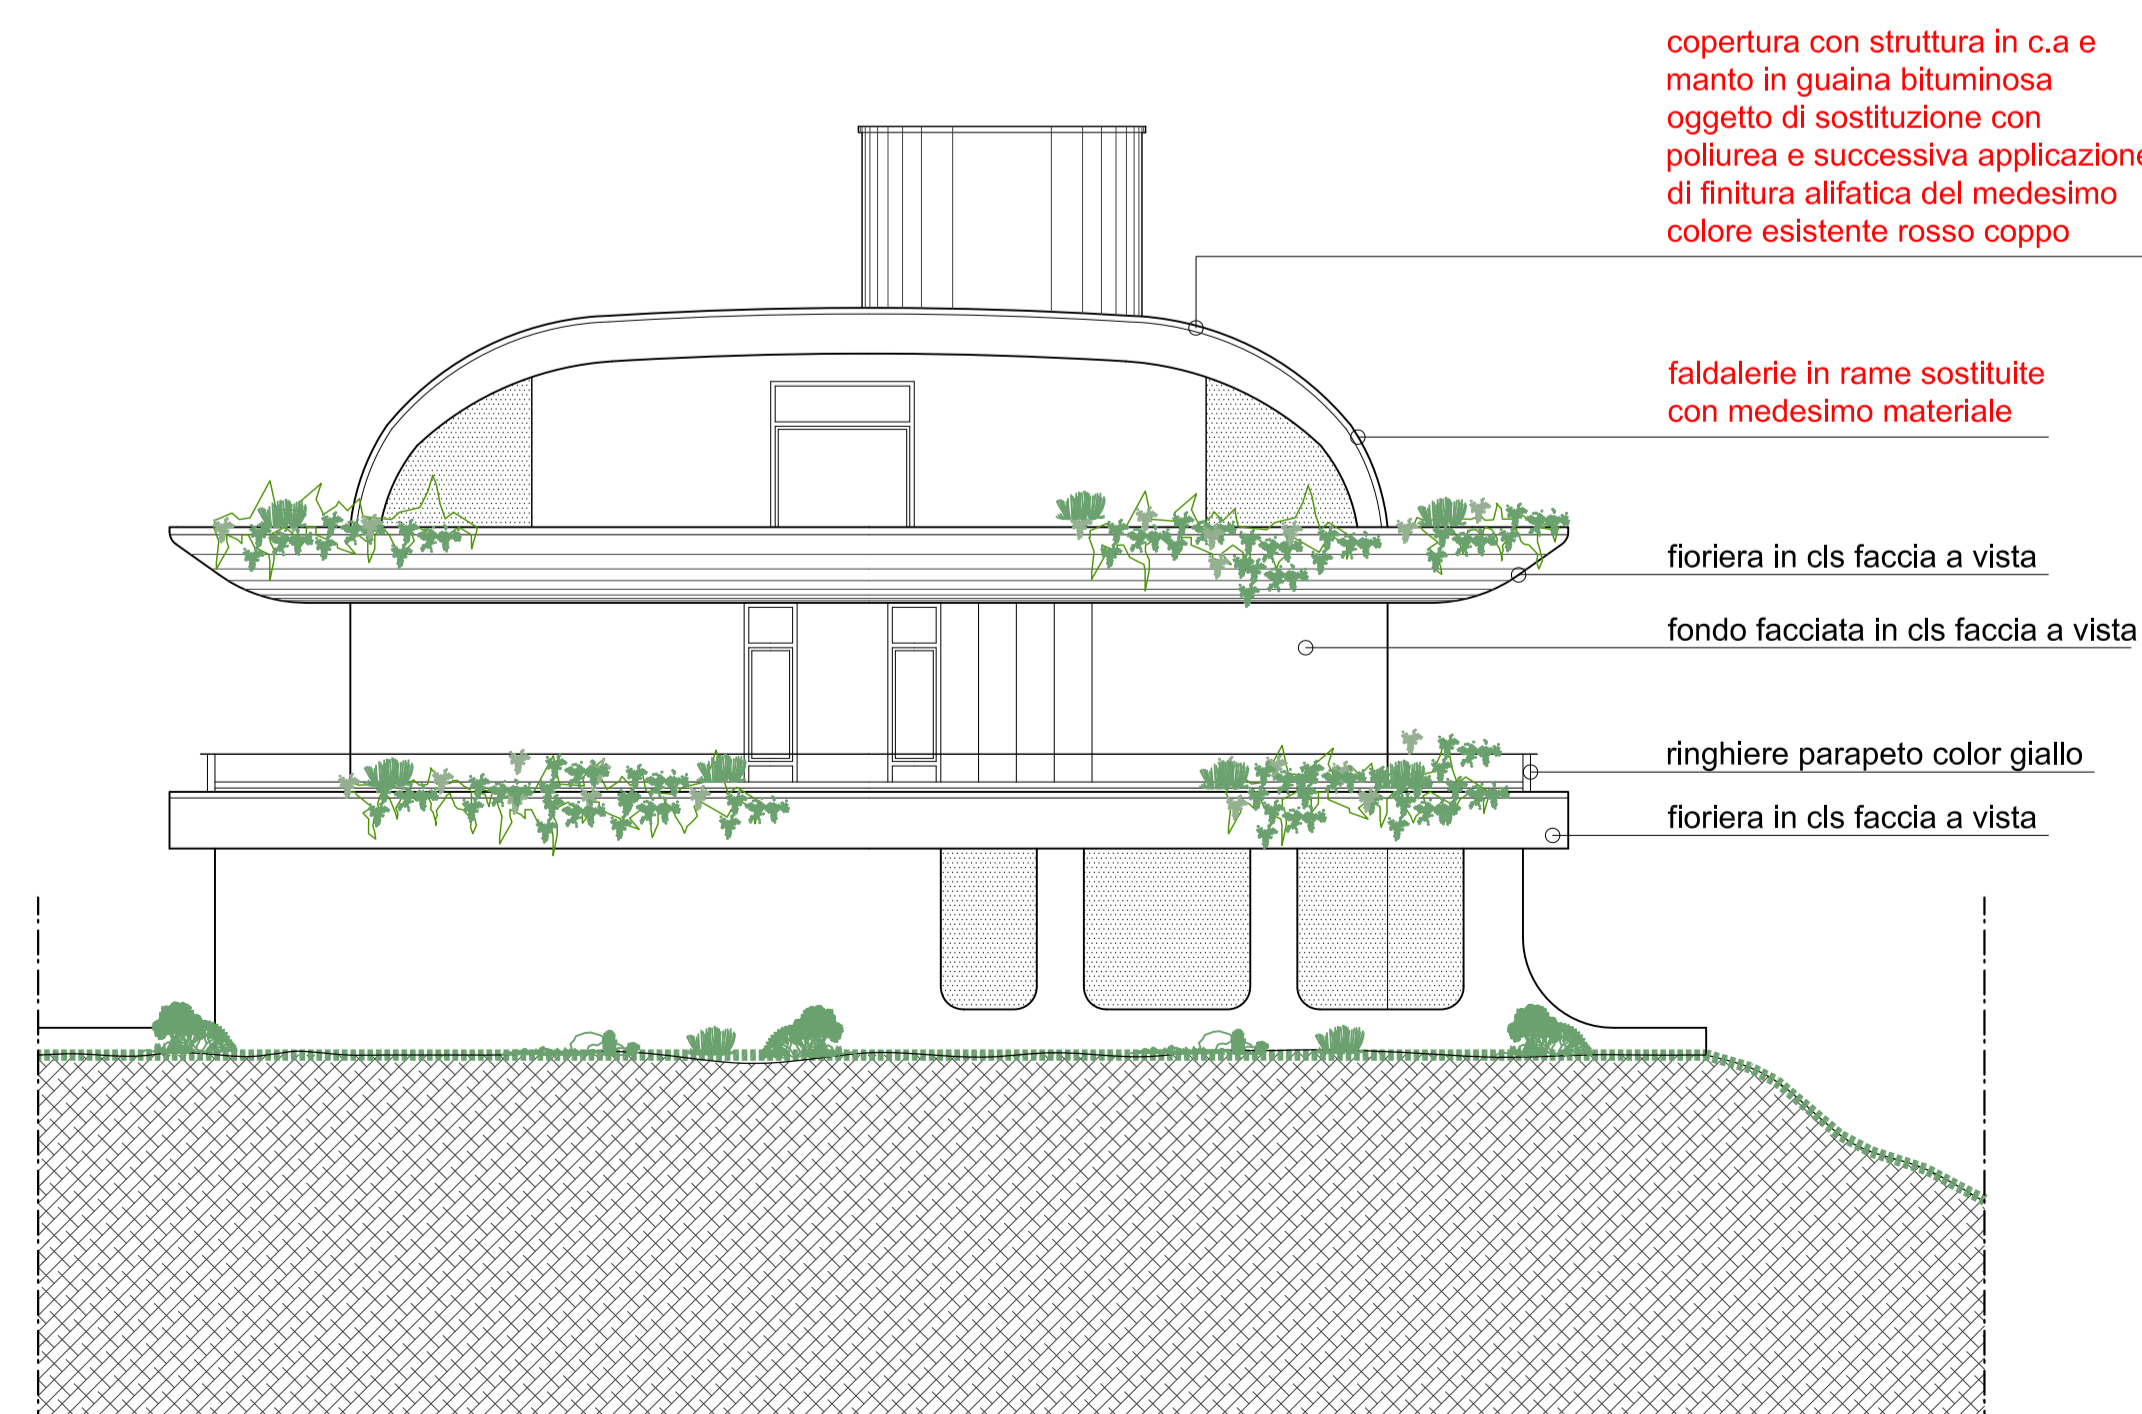 copertura con struttura in c.a e
manto in guaina bituminosa
oggetto di sostituzione con
poliurea e successiva applicazione
di finitura alifatica del medesimo
colore esistente rosso coppo
faldalerie in rame sostituite
con medesimo materiale
fioriera in cls faccia a vista
fondo facciata in cls faccia a vista
ringhiere parapeto color giallo
fioriera in cls faccia a vista